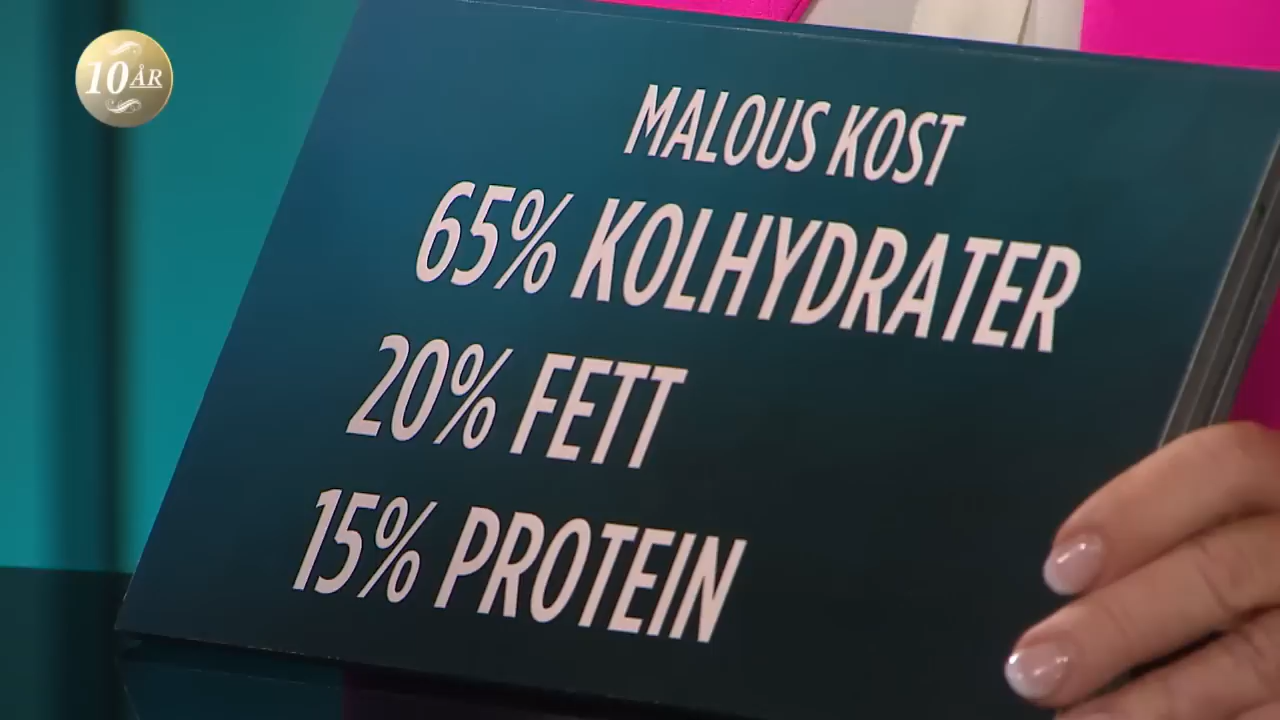 10 ÅR
MALOUS KOST
65% KOLHYDRATER
20% FETT
15% PROTEIN